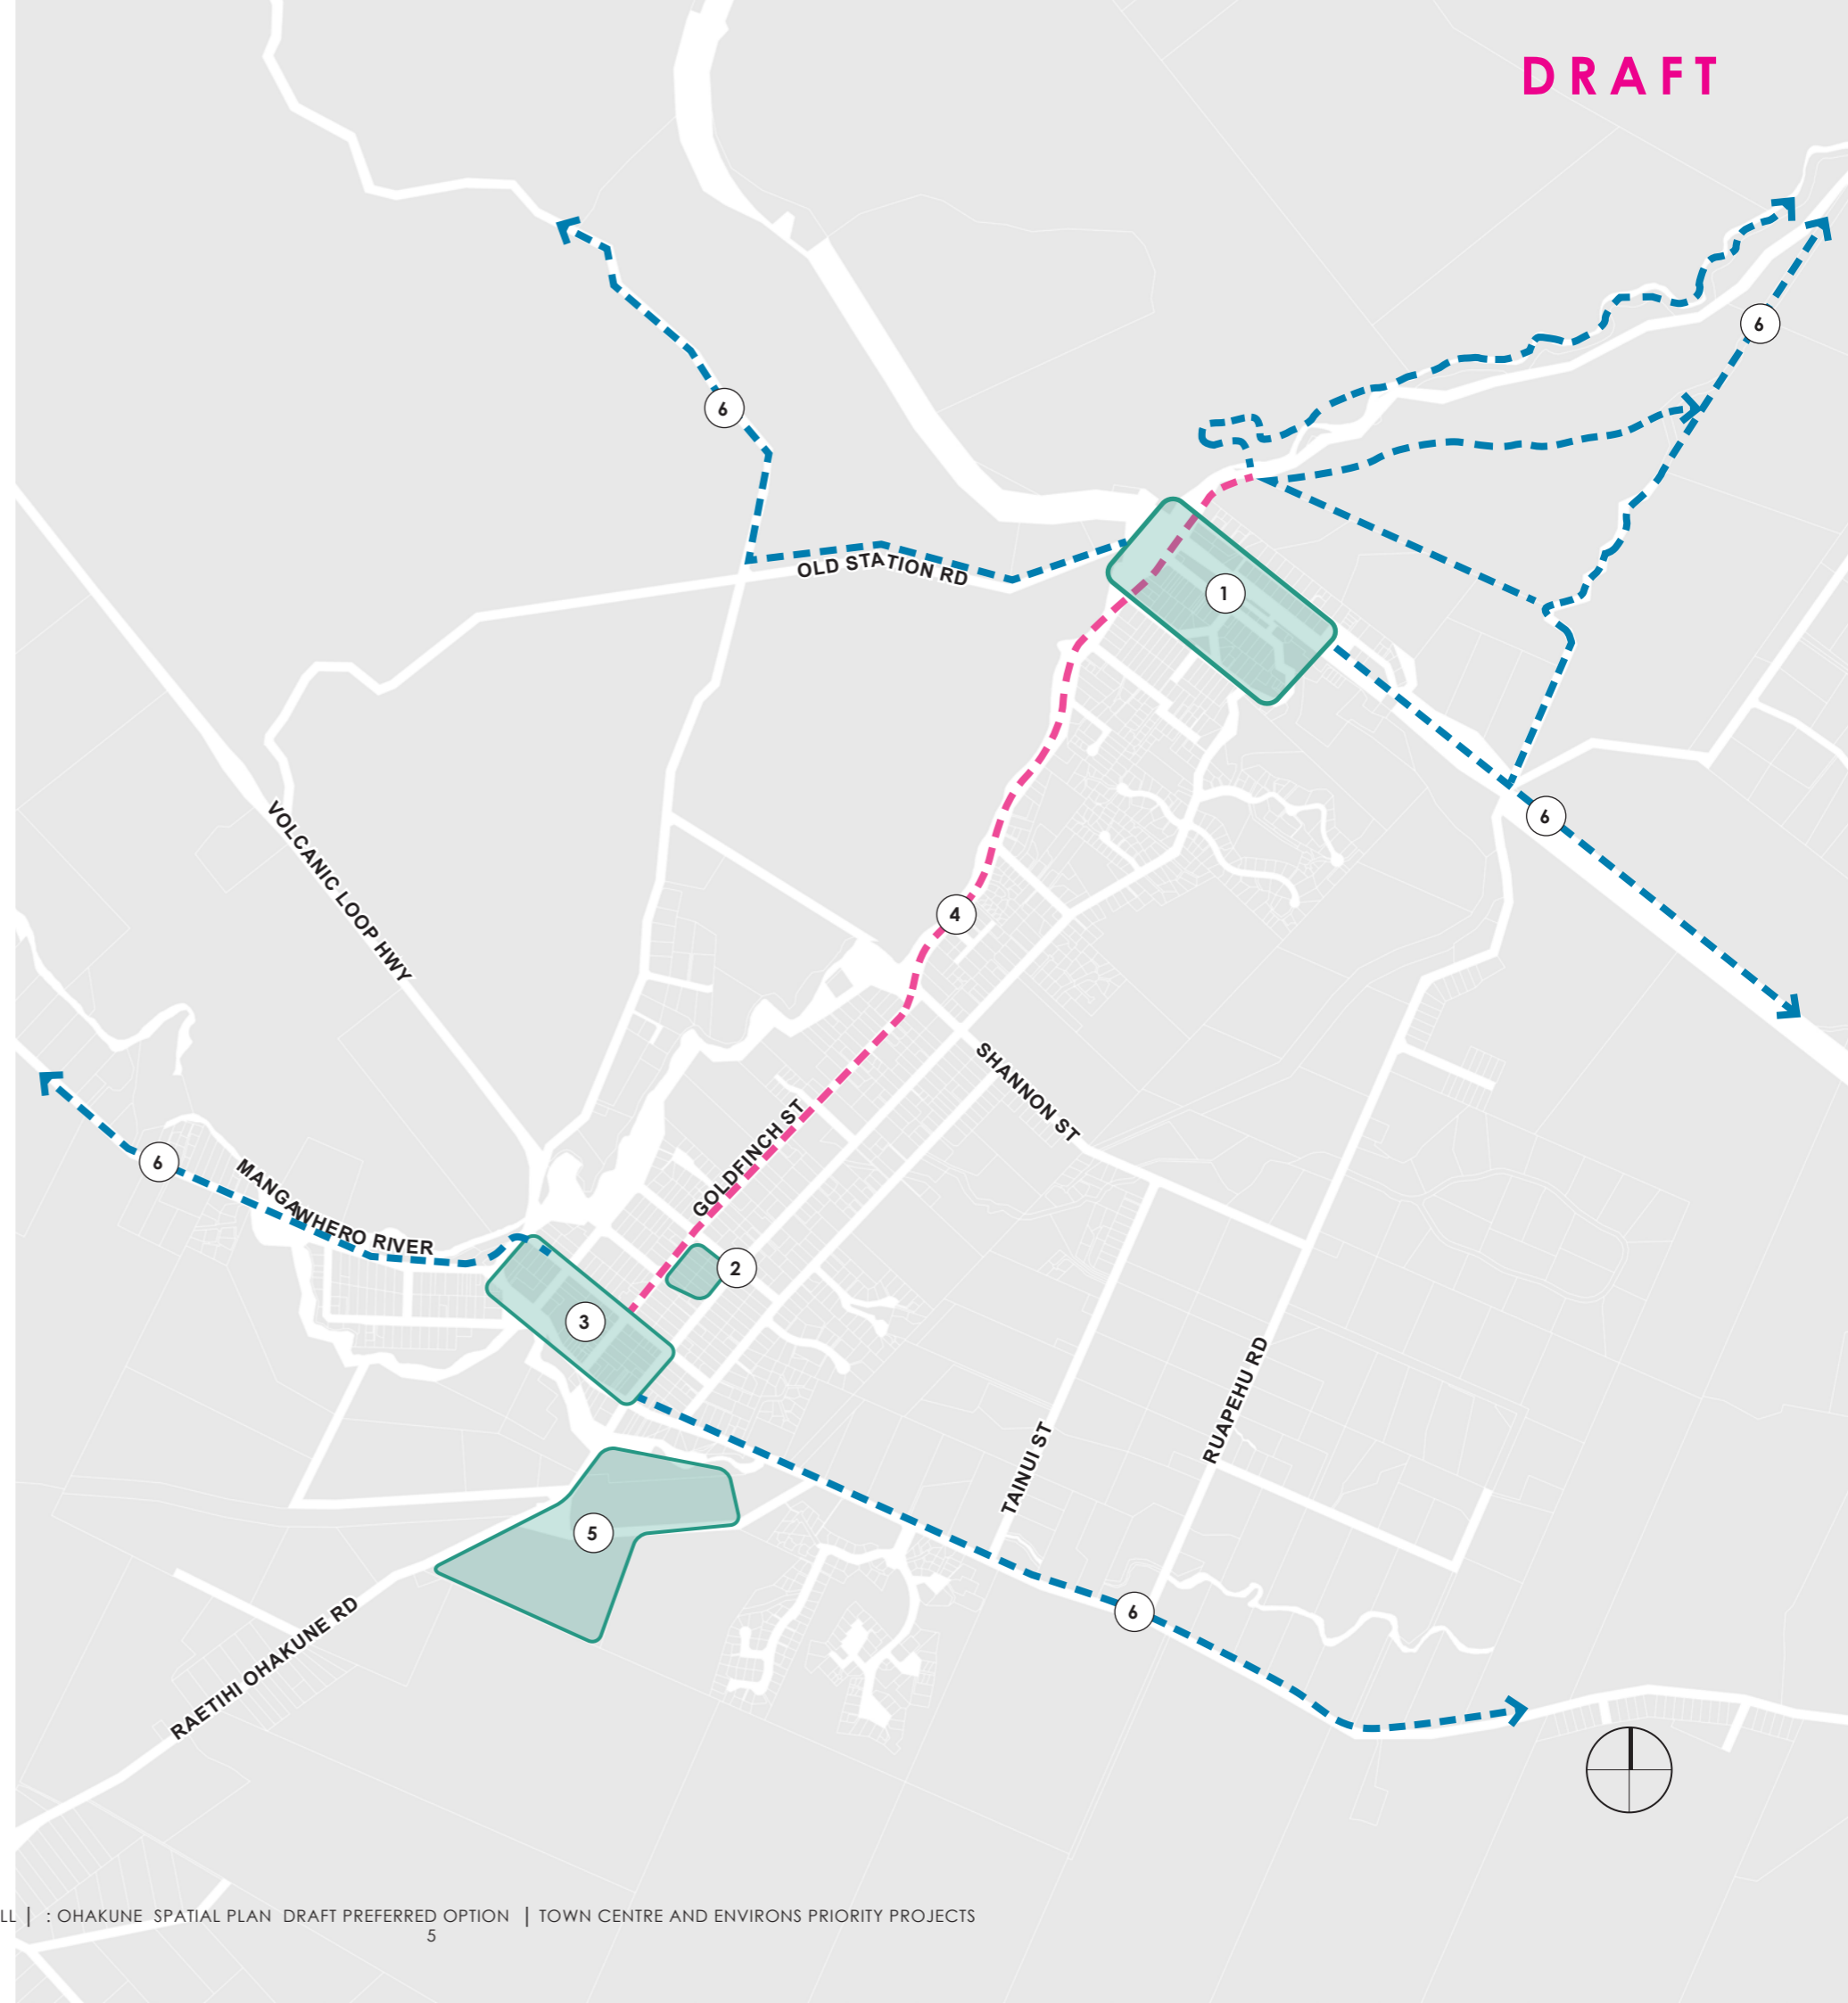 DRAFT
6
6
OLD STATION RD
1
VOLCANIC LOOP HWY
6
4
SHANNON ST
GOLDFINCH ST
6
MANGAWHERO RIVER
2
3
RUAPEHU RD
TAINUI ST
5
6
RAETIHI OHAKUNE RD
LL | : OHAKUNE SPATIAL PLAN DRAFT PREFERRED OPTION | TOWN CENTRE AND ENVIRONS PRIORITY PROJECTS
5